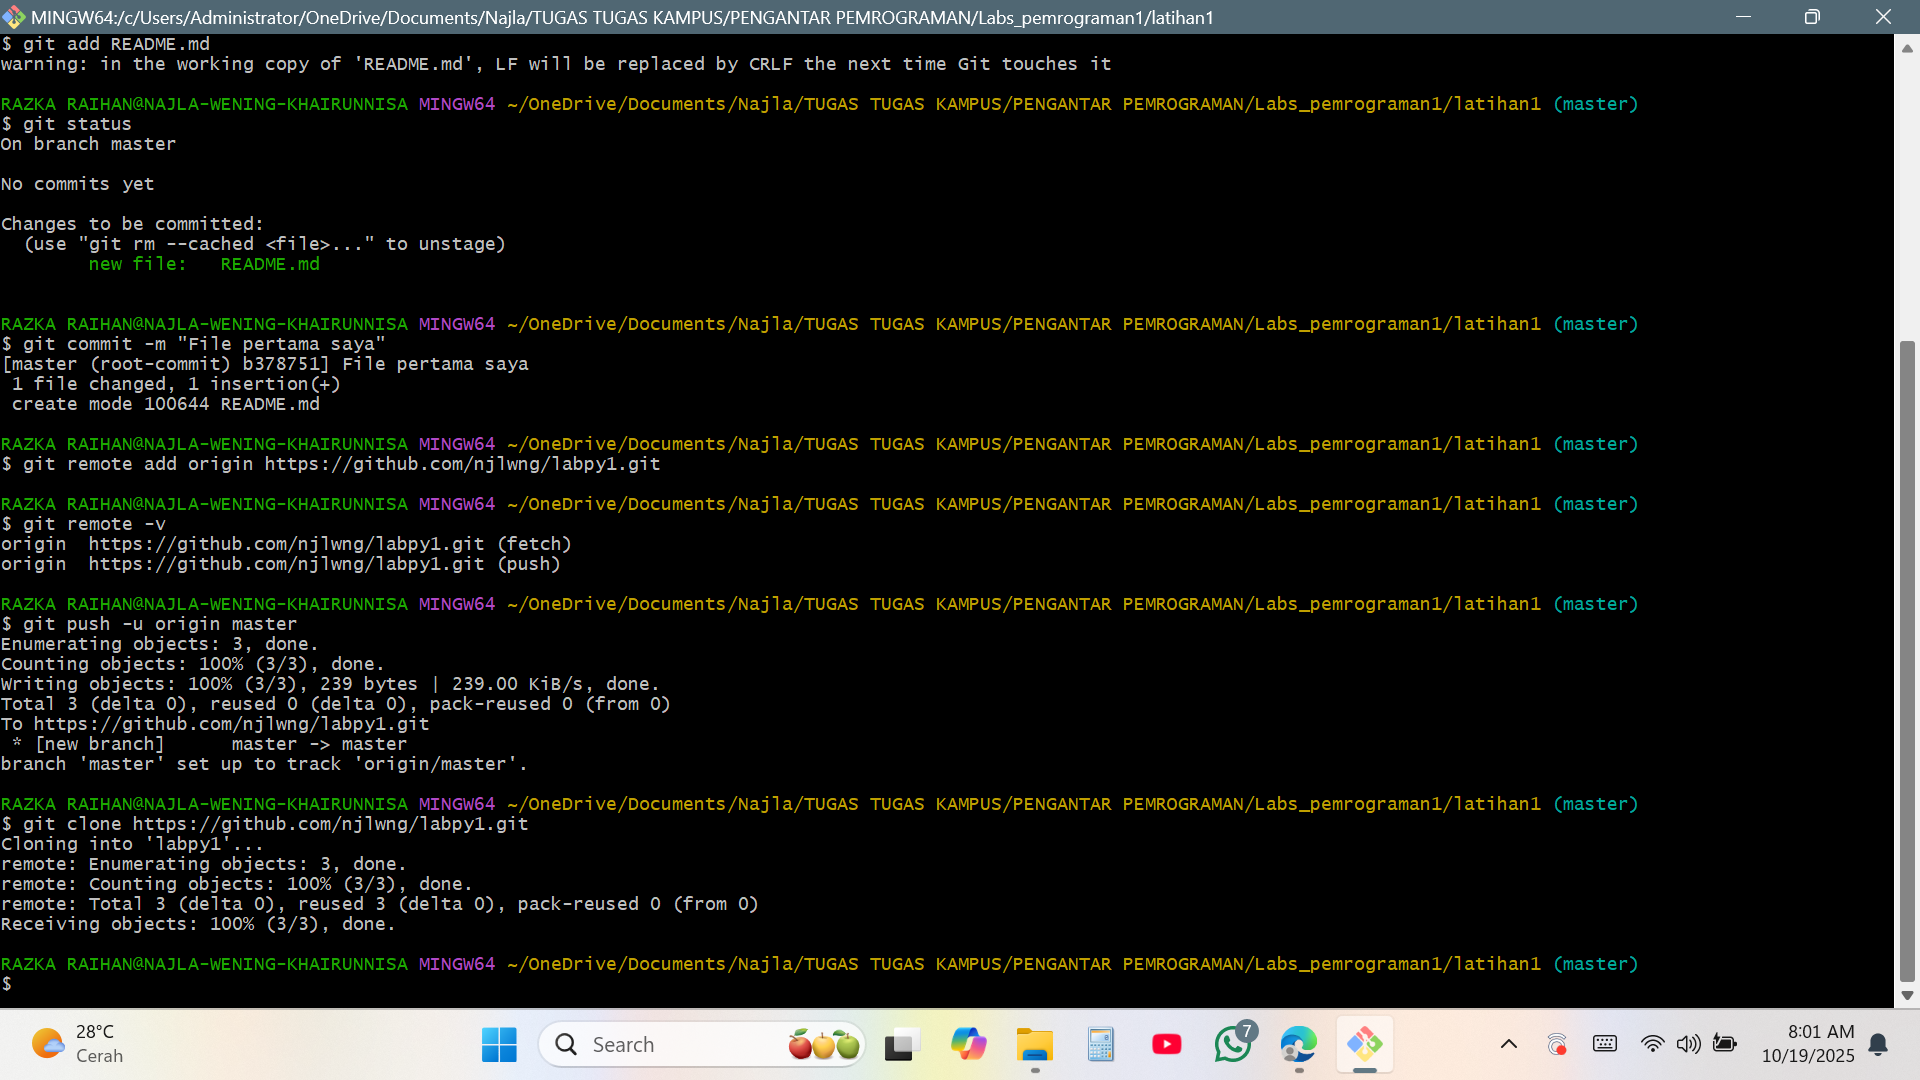 MINGW64:/c/Users/Administrator/OneDrive/Documents/Najla/TUGAS TUGAS KAMPUS/PENGANTAR PEMROGRAMAN/Labs_pemrograman1/latihan1
$ git add README.md
warning: in the working copy of 'README.md', LF will be replaced by CRLF the next time Git touches it
RAZKA RAIHAN@NAJLA-WENING-KHAIRUNNISA MINGW64 ~/OneDrive/Documents/Najla/TUGAS TUGAS KAMPUS/PENGANTAR PEMROGRAMAN/Labs_pemrograman1/latihan1 (master)
$ git status
On branch master
No commits yet
Changes to be committed:
  (use "git rm --cached <file>..." to unstage)
        new file:   README.md
RAZKA RAIHAN@NAJLA-WENING-KHAIRUNNISA MINGW64 ~/OneDrive/Documents/Najla/TUGAS TUGAS KAMPUS/PENGANTAR PEMROGRAMAN/Labs_pemrograman1/latihan1 (master)
$ git commit -m "File pertama saya"
[master (root-commit) b378751] File pertama saya
 1 file changed, 1 insertion(+)
 create mode 100644 README.md
RAZKA RAIHAN@NAJLA-WENING-KHAIRUNNISA MINGW64 ~/OneDrive/Documents/Najla/TUGAS TUGAS KAMPUS/PENGANTAR PEMROGRAMAN/Labs_pemrograman1/latihan1 (master)
$ git remote add origin https://github.com/njlwng/labpy1.git
RAZKA RAIHAN@NAJLA-WENING-KHAIRUNNISA MINGW64 ~/OneDrive/Documents/Najla/TUGAS TUGAS KAMPUS/PENGANTAR PEMROGRAMAN/Labs_pemrograman1/latihan1 (master)
$ git remote -v
origin  https://github.com/njlwng/labpy1.git (fetch)
origin  https://github.com/njlwng/labpy1.git (push)
RAZKA RAIHAN@NAJLA-WENING-KHAIRUNNISA MINGW64 ~/OneDrive/Documents/Najla/TUGAS TUGAS KAMPUS/PENGANTAR PEMROGRAMAN/Labs_pemrograman1/latihan1 (master)
$ git push -u origin master
Enumerating objects: 3, done.
Counting objects: 100% (3/3), done.
Writing objects: 100% (3/3), 239 bytes | 239.00 KiB/s, done.
Total 3 (delta 0), reused 0 (delta 0), pack-reused 0 (from 0)
To https://github.com/njlwng/labpy1.git
 * [new branch]      master -> master
branch 'master' set up to track 'origin/master'.
RAZKA RAIHAN@NAJLA-WENING-KHAIRUNNISA MINGW64 ~/OneDrive/Documents/Najla/TUGAS TUGAS KAMPUS/PENGANTAR PEMROGRAMAN/Labs_pemrograman1/latihan1 (master)
$ git clone https://github.com/njlwng/labpy1.git
Cloning into 'labpy1'...
remote: Enumerating objects: 3, done.
remote: Counting objects: 100% (3/3), done.
remote: Total 3 (delta 0), reused 3 (delta 0), pack-reused 0 (from 0)
Receiving objects: 100% (3/3), done.
RAZKA RAIHAN@NAJLA-WENING-KHAIRUNNISA MINGW64 ~/OneDrive/Documents/Najla/TUGAS TUGAS KAMPUS/PENGANTAR PEMROGRAMAN/Labs_pemrograman1/latihan1 (master)
$
28°C
Cerah
Search
7
8:01 AM
10/19/2025